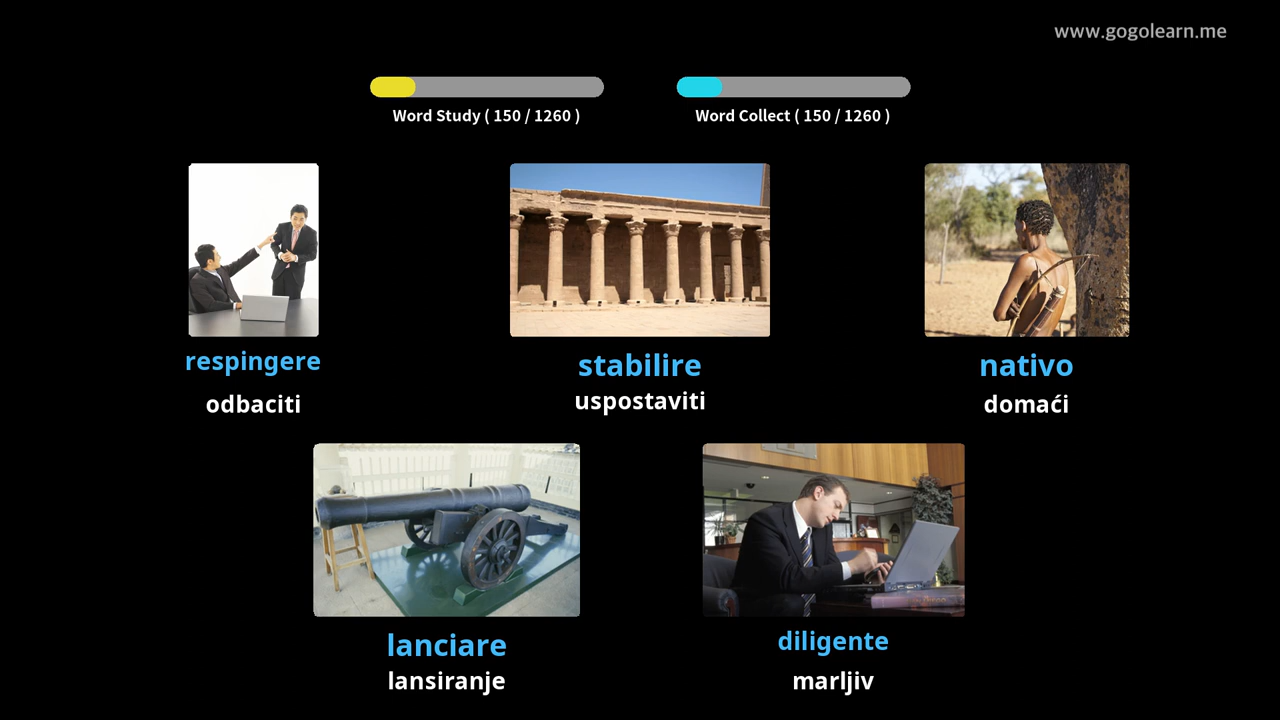 www.gogolearn.me
Word Study ( 150 / 1260 )
Word Collect ( 150 / 1260 )
respingere
odbaciti
stabilire
uspostaviti
nativo
domaći
lanciare
lansiranje
diligente
marljiv